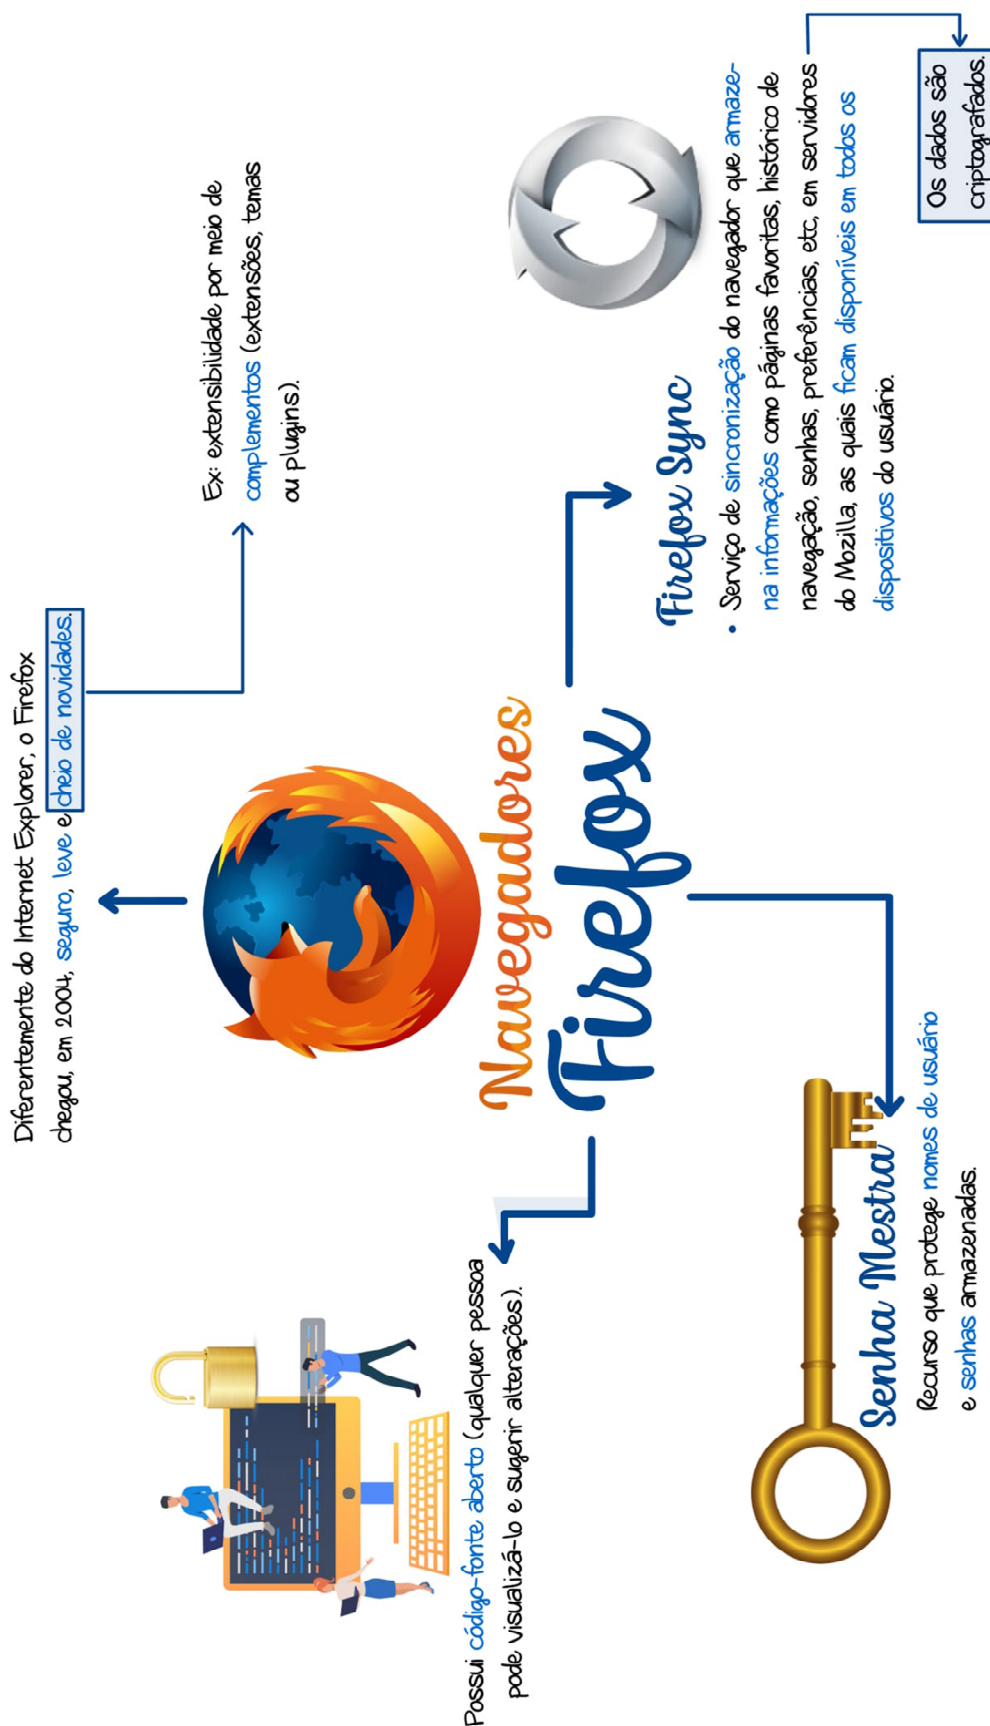 Diferentemente do Internet Explorer, o Firefox
chegou, em 2004, seguro, leve e cheio de novidades.
Ex: extensibilidade por meio de
complementos (extensões, temas
ou plugins).
Navegadores
Firefox
Possui código-fonte aberto (qualquer pessoa
pode visualizá-lo e sugerir alterações).
Firefox Sync
• Serviço de sincronização do navegador que armaze-
na informações como páginas favoritas, histórico de
navegação, senhas, preferências, etc, em servidores
do Mozilla, as quais ficam disponíveis em todos os
dispositivos do usuário.
Os dados são
criptografados.
Senha Mestra
Recurso que protege nomes de usuário
e senhas armazenadas.